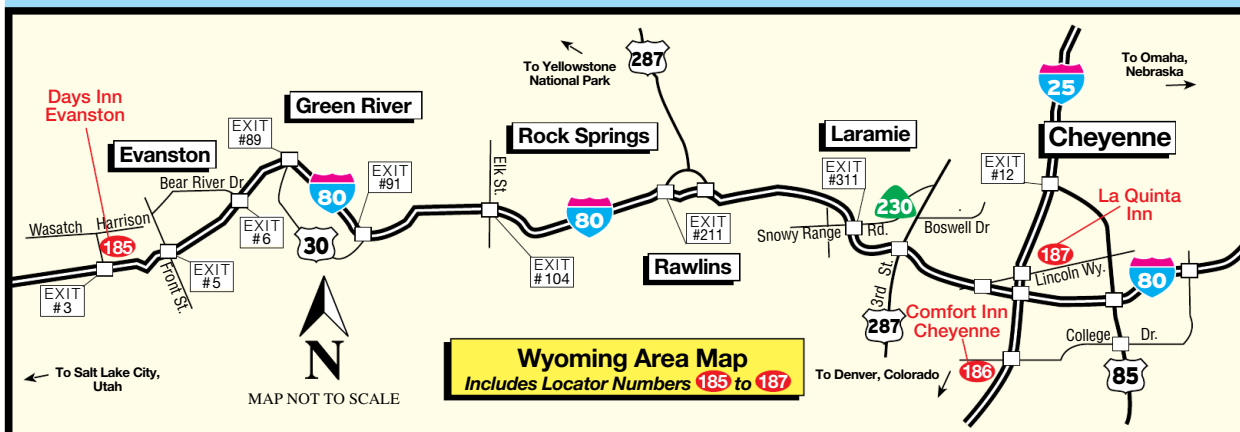 To Yellowstone
National Park
287
25
To Omaha,
Nebraska
Days Inn
Evanston
Green River
EXIT
#89
Evanston
Rock Springs
Laramie
Cheyenne
Bear River Dr.
80
EXIT
#91
Elk St.
EXIT
#311
EXIT
#12
La Quinta
Inn
Wasatch
Harrison
185
EXIT
#6
30
80
EXIT
#211
Snowy Range Rd.
230
Boswell Dr
187
Lincoln Wy.
80
EXIT
#3
Front St.
EXIT
#5
EXIT
#104
Rawlins
3rd St.
287
Comfort Inn
Cheyenne
College Dr.
To Salt Lake City,
Utah
N
MAP NOT TO SCALE
Wyoming Area Map
Includes Locator Numbers 185 to 187
To Denver, Colorado
186
85